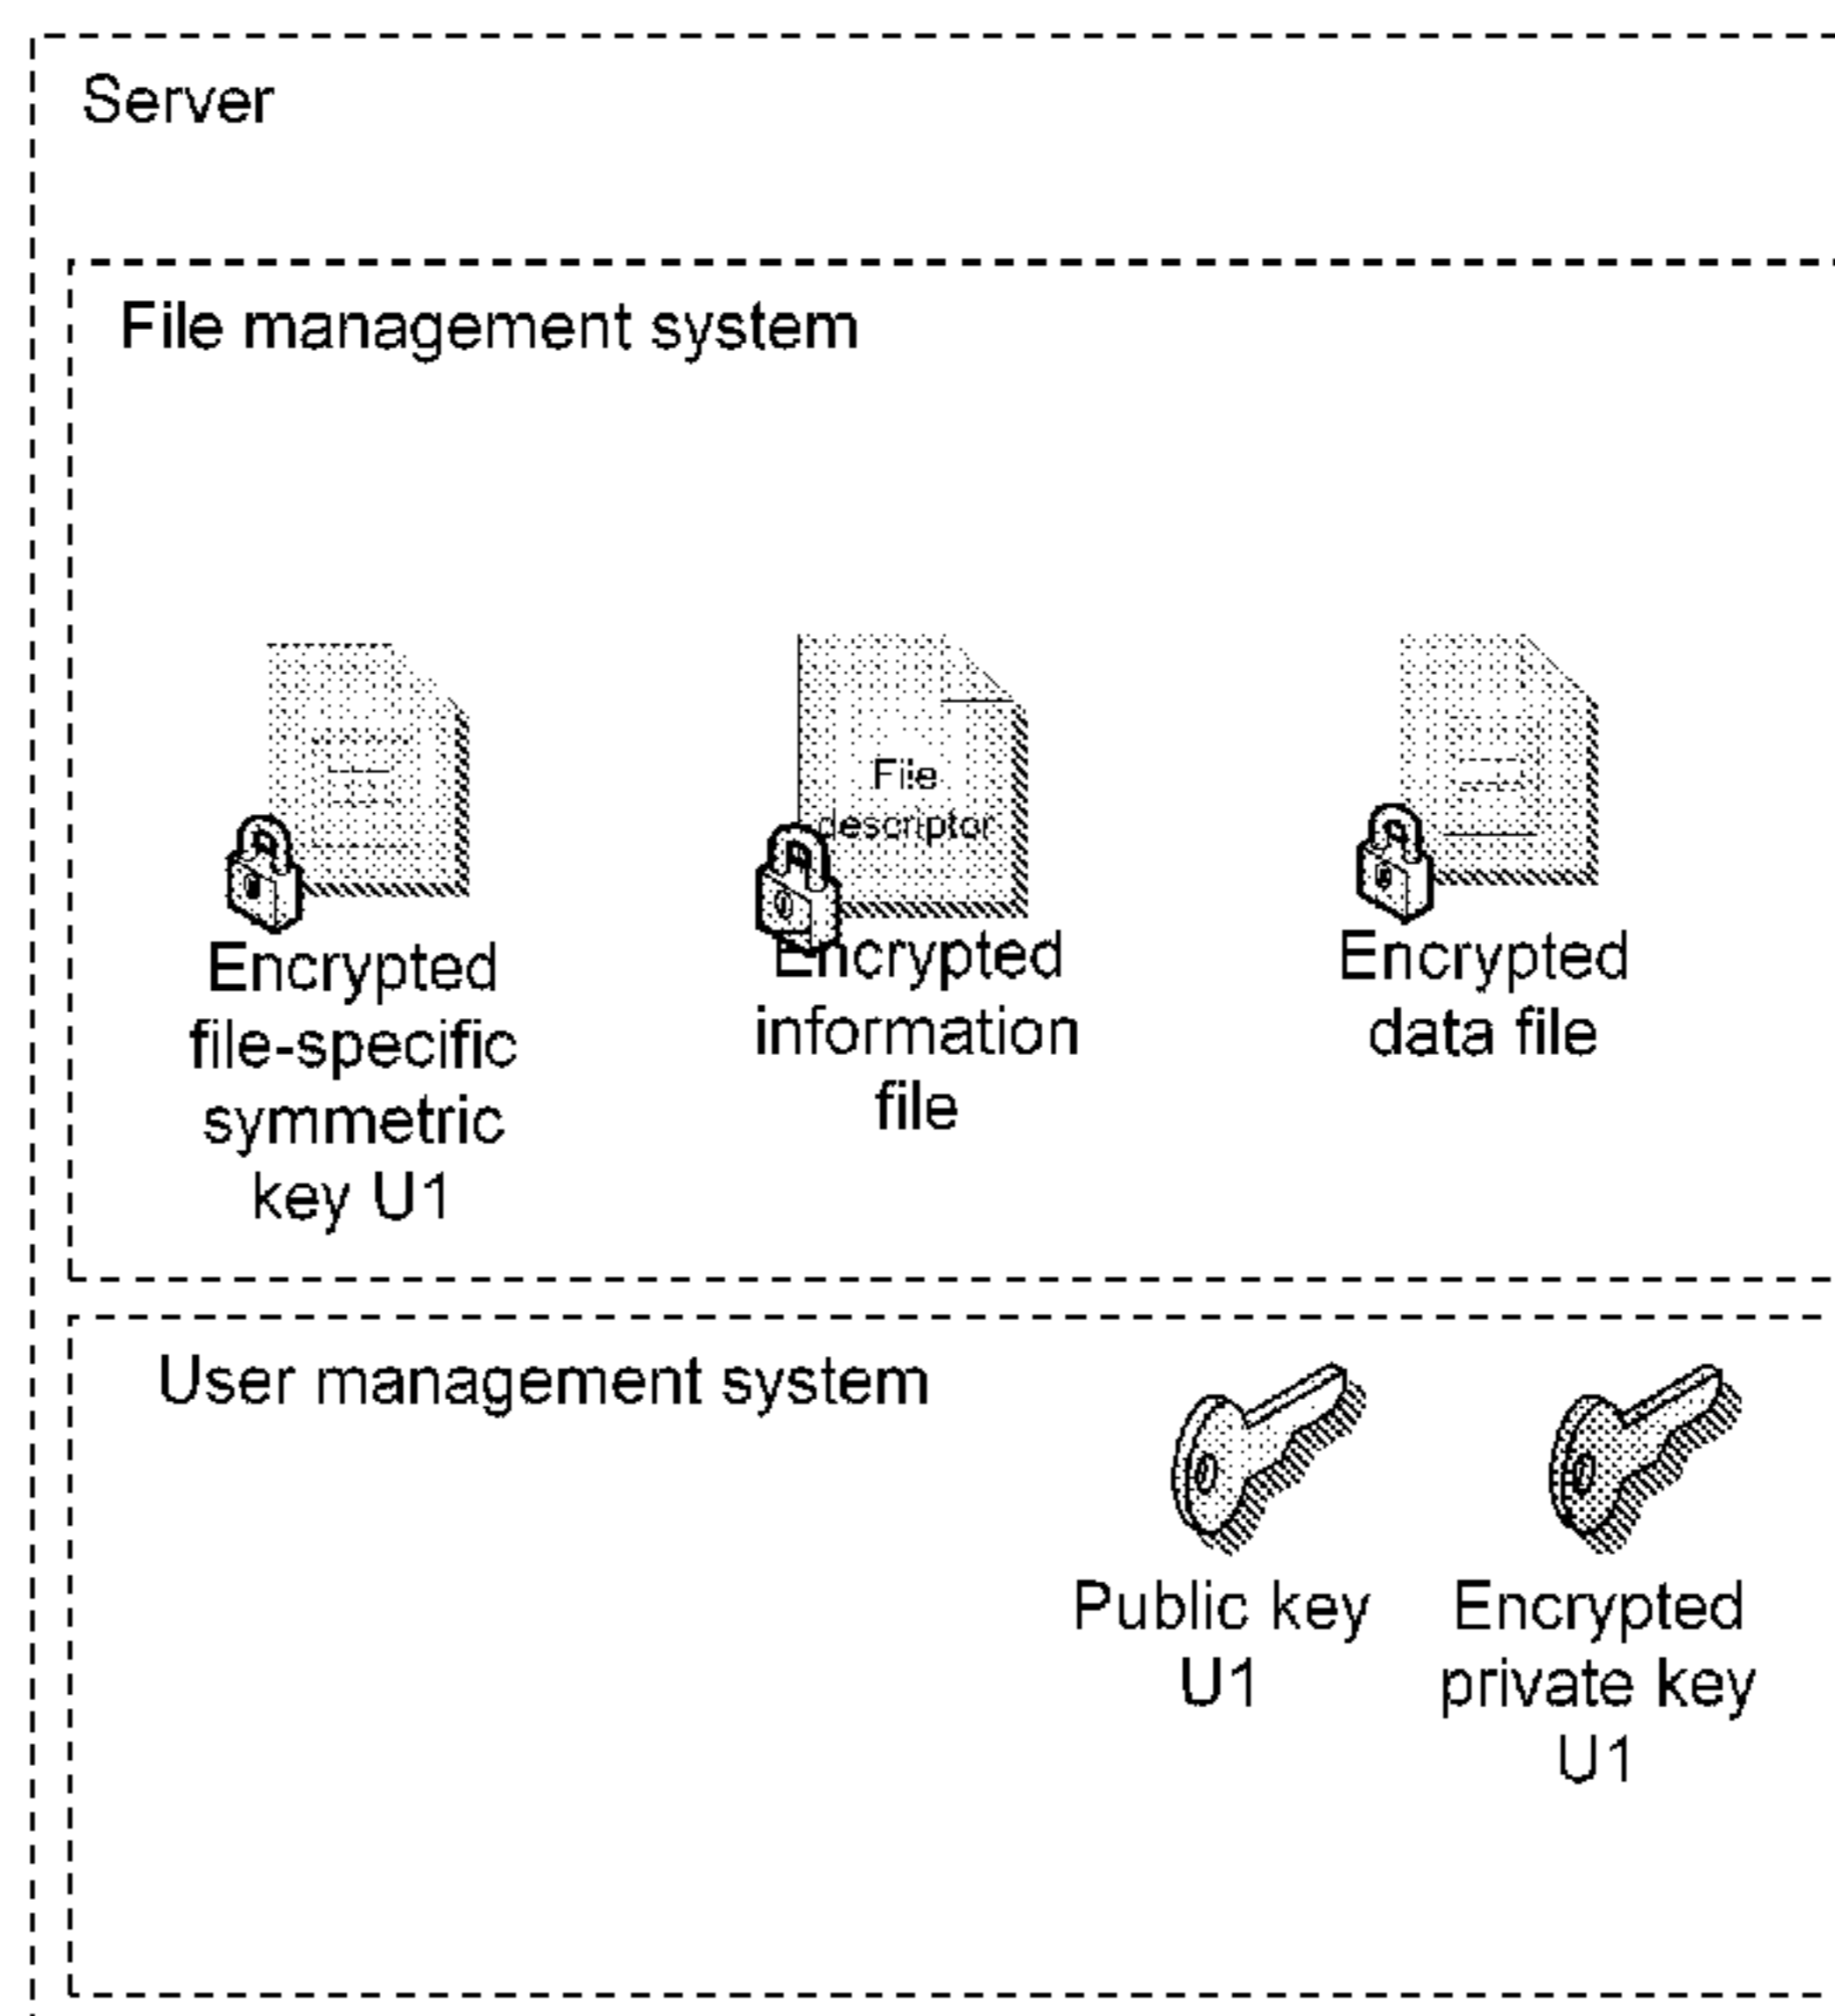 Server
File management system
File
descriptor
Encrypted
file-specific
symmetric
key U1
Encrypted
information
file
Encrypted
data file
User management system
Public key
U1
Encrypted
private key
U1